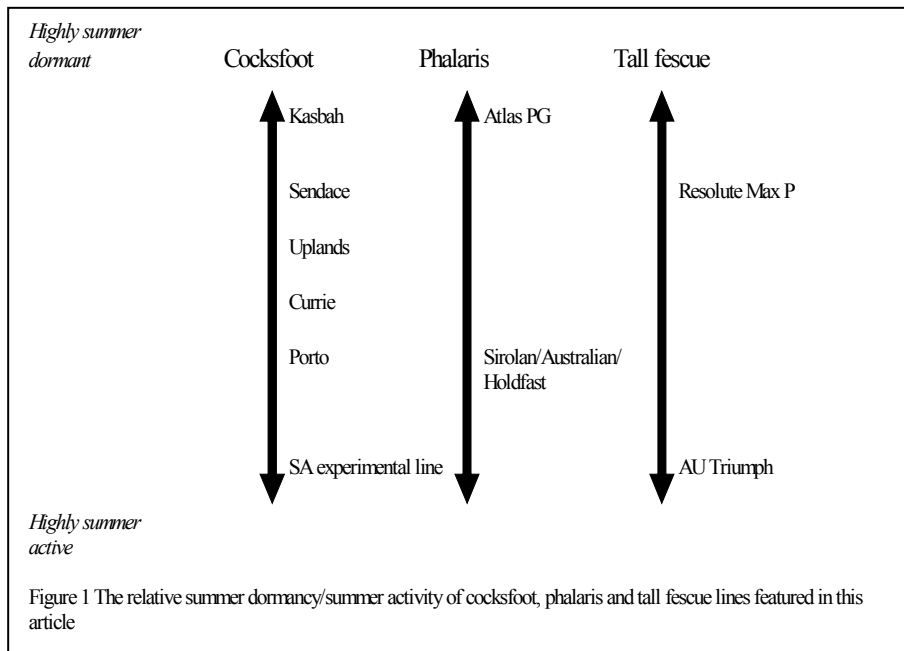 Highly summer
dormant
Cocksfoot Phalaris Tall fescue
Kasbah Atlas PG
Sendace Resolute Max P
Uplands
Currie
Porto Sirolan/Australian/
Holdfast
SA experimental line AU Triumph
Highly summer
active
Figure 1 The relative summer dormancy/summer activity of cocksfoot, phalaris and tall fescue lines featured in this
article